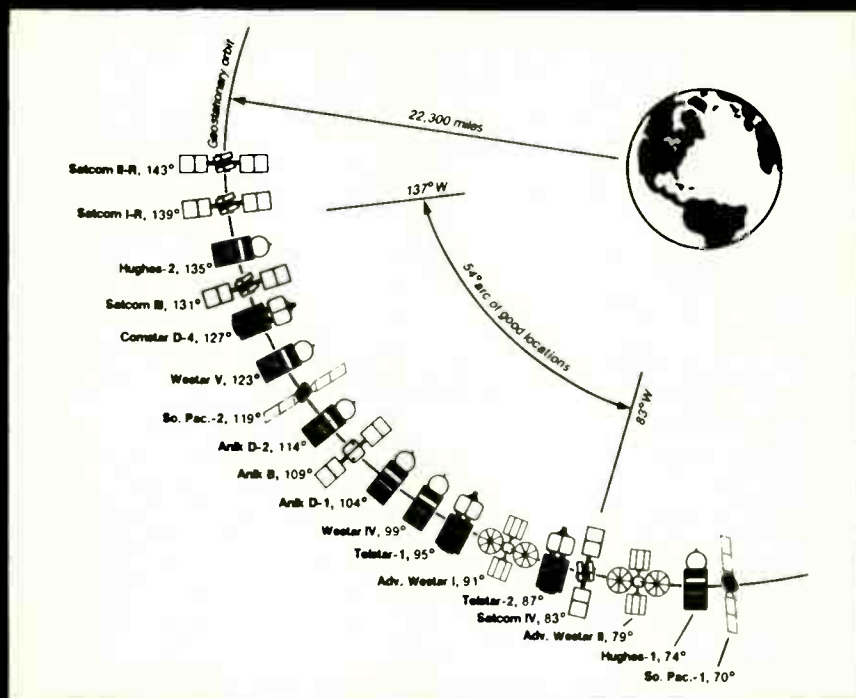 Geostationary orbit
22,300 miles
137° W
54° arc of good locations
83° W
Satcom II-R, 143°
Satcom I-R, 139°
Hughes-2, 135°
Satcom III, 131°
Comstar D-4, 127°
Westar V, 123°
So. Pac.-2, 119°
Anik D-2, 114°
Anik B, 109°
Anik D-1, 104°
Westar IV, 99°
Telstar-1, 95°
Adv. Westar I, 91°
Telstar-2, 87°
Satcom IV, 83°
Adv. Westar II, 79°
Hughes-1, 74°
So. Pac.-1, 70°